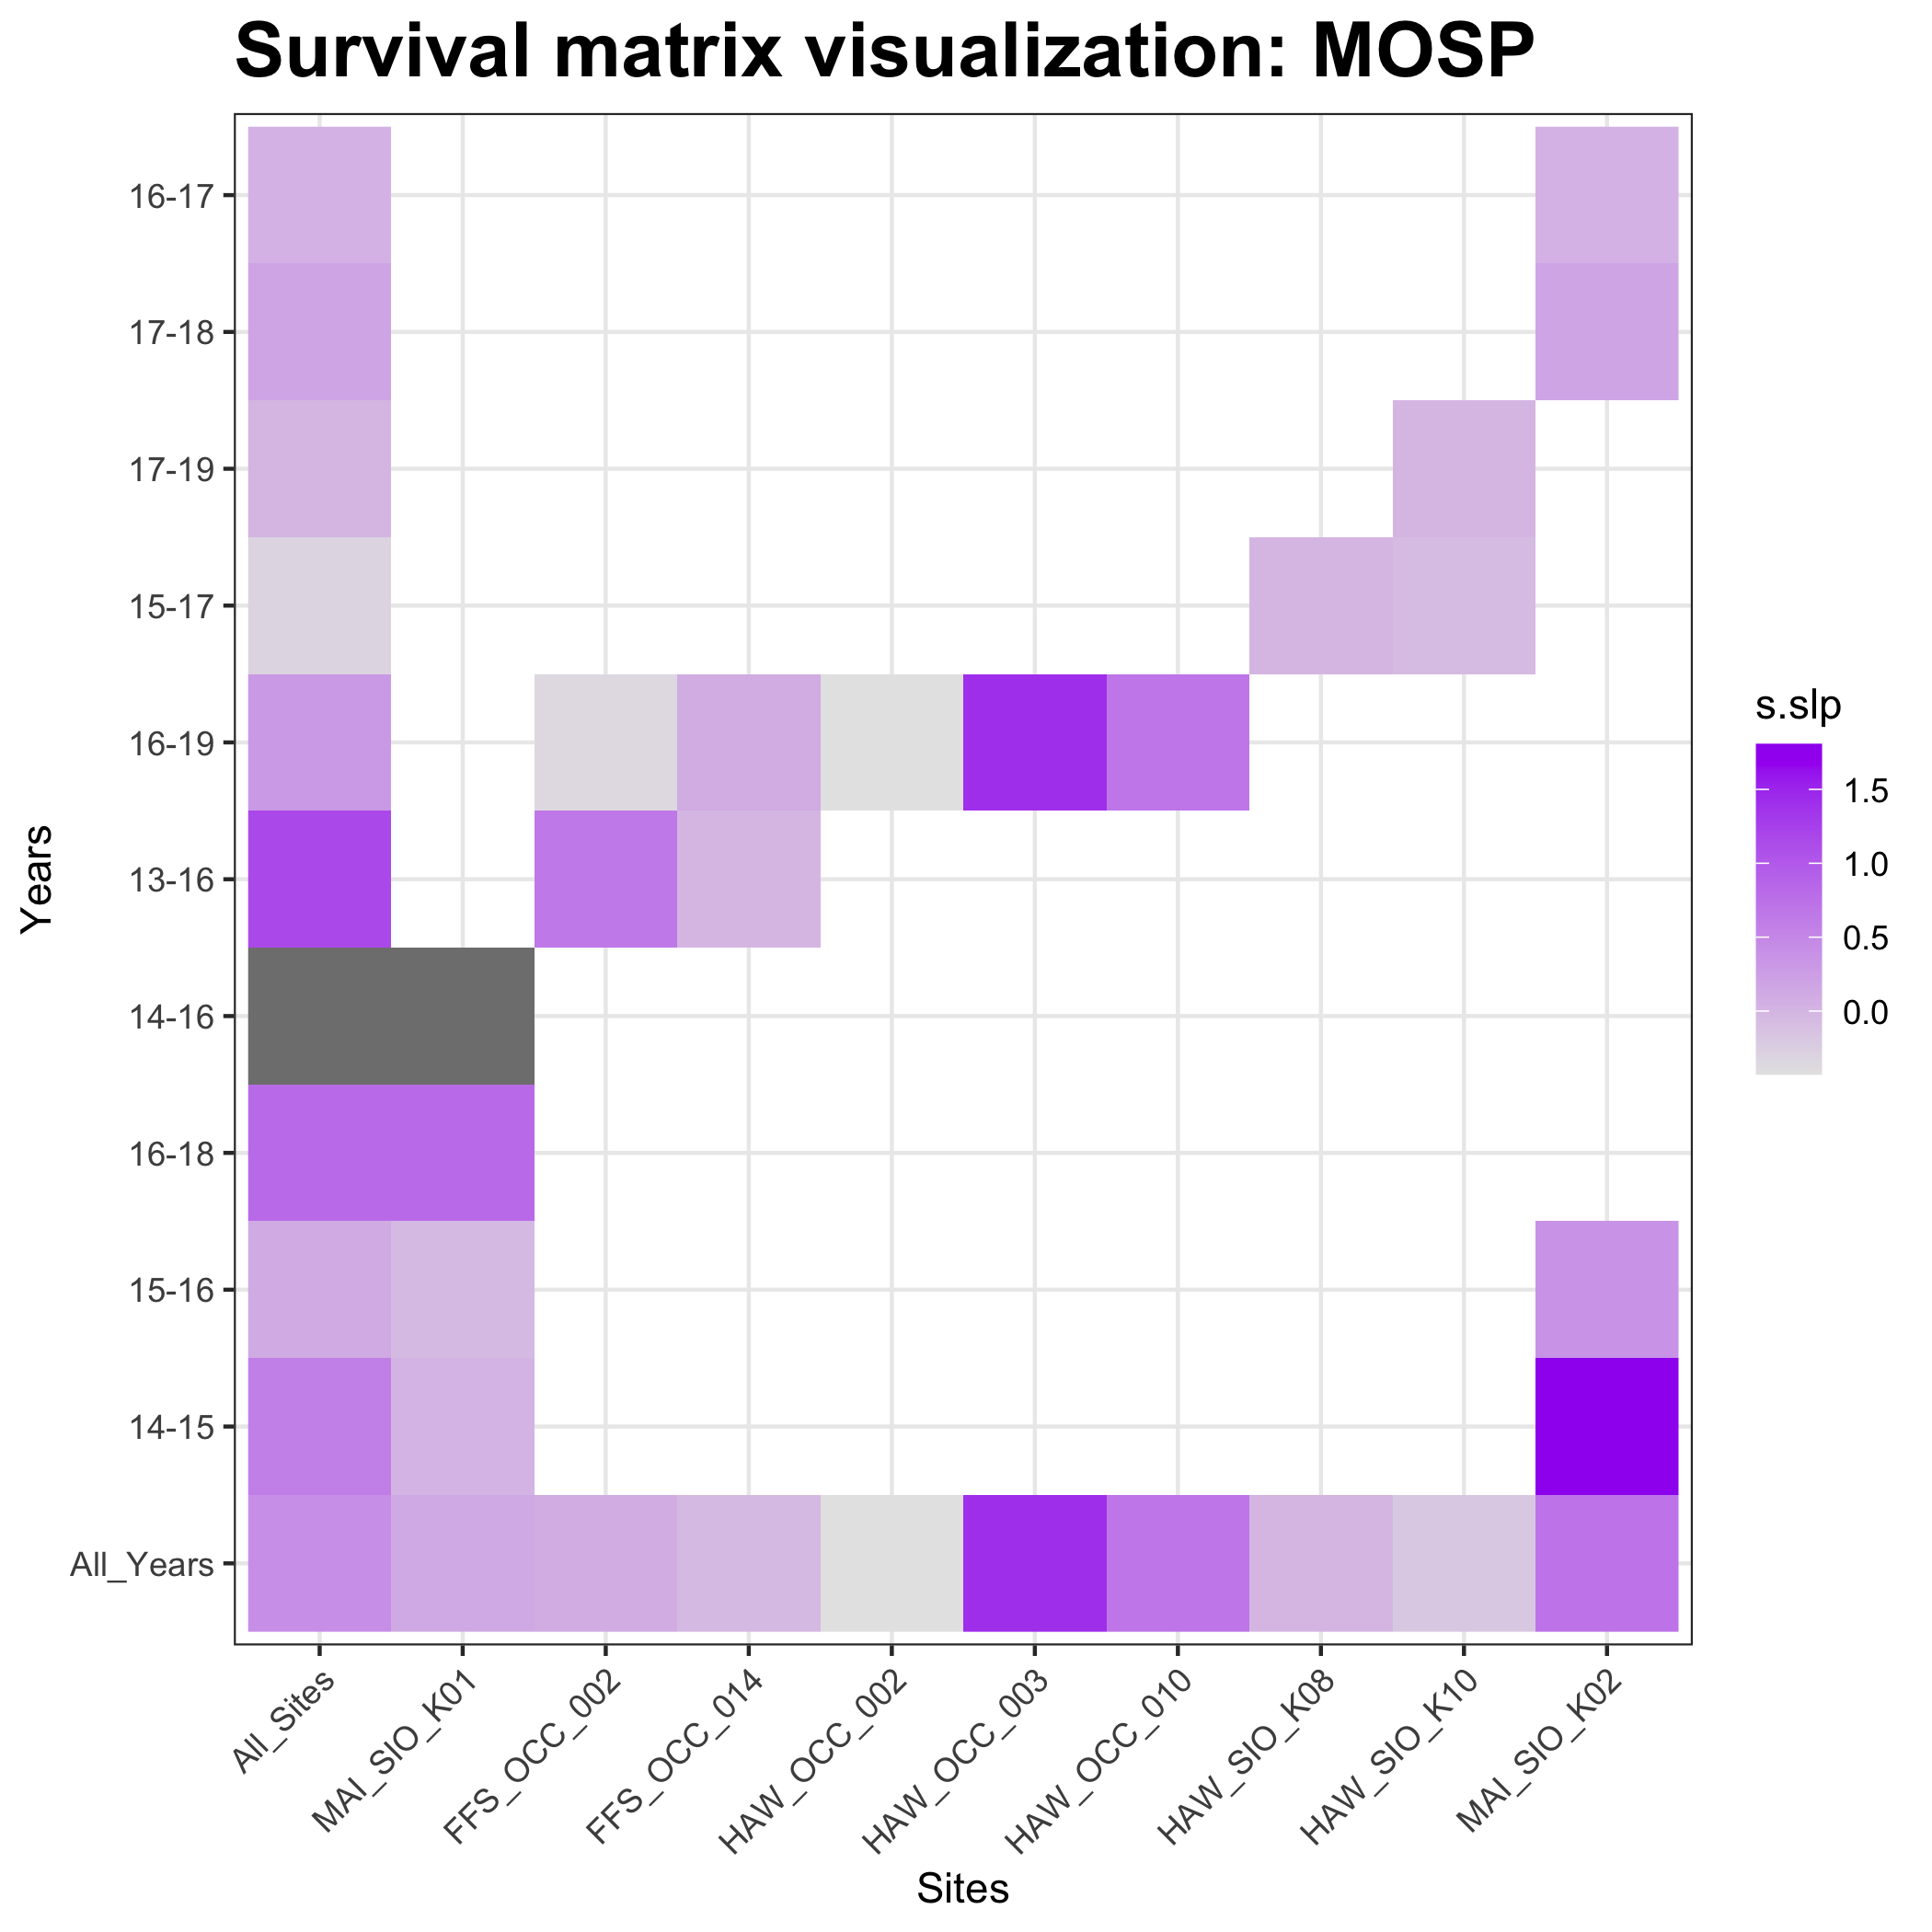 Survival matrix visualization: MOSP
16-17
17-18
17-19
15-17
16-19
13-16
14-16
16-18
15-16
14-15
All_Years
Years
All_Sites
MAI_SIO_K01
FFS_OCC_002
FFS_OCC_014
HAW_OCC_002
HAW_OCC_003
HAW_OCC_010
HAW_SIO_K08
HAW_SIO_K10
MAI_SIO_K02
Sites
s.slp
1.5
1.0
0.5
0.0